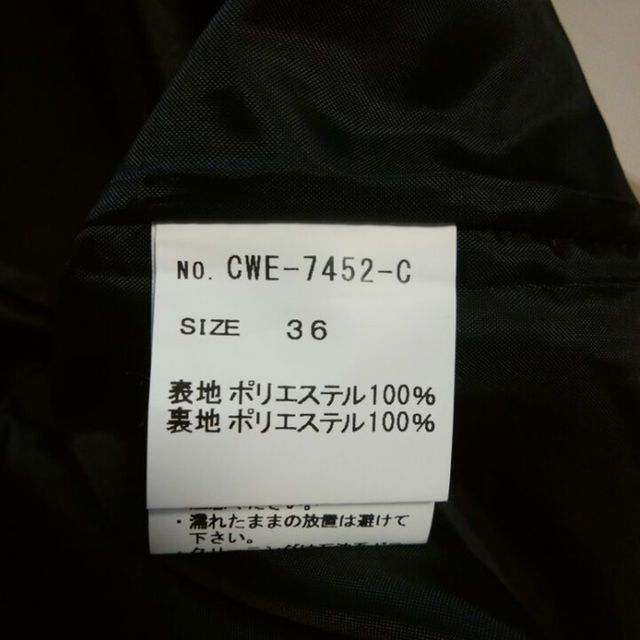 NO. CWE-7452-C
SIZE 36
表地 ポリエステル100%
裏地 ポリエステル100%
・濡れたままの放置は避けて
下さい。